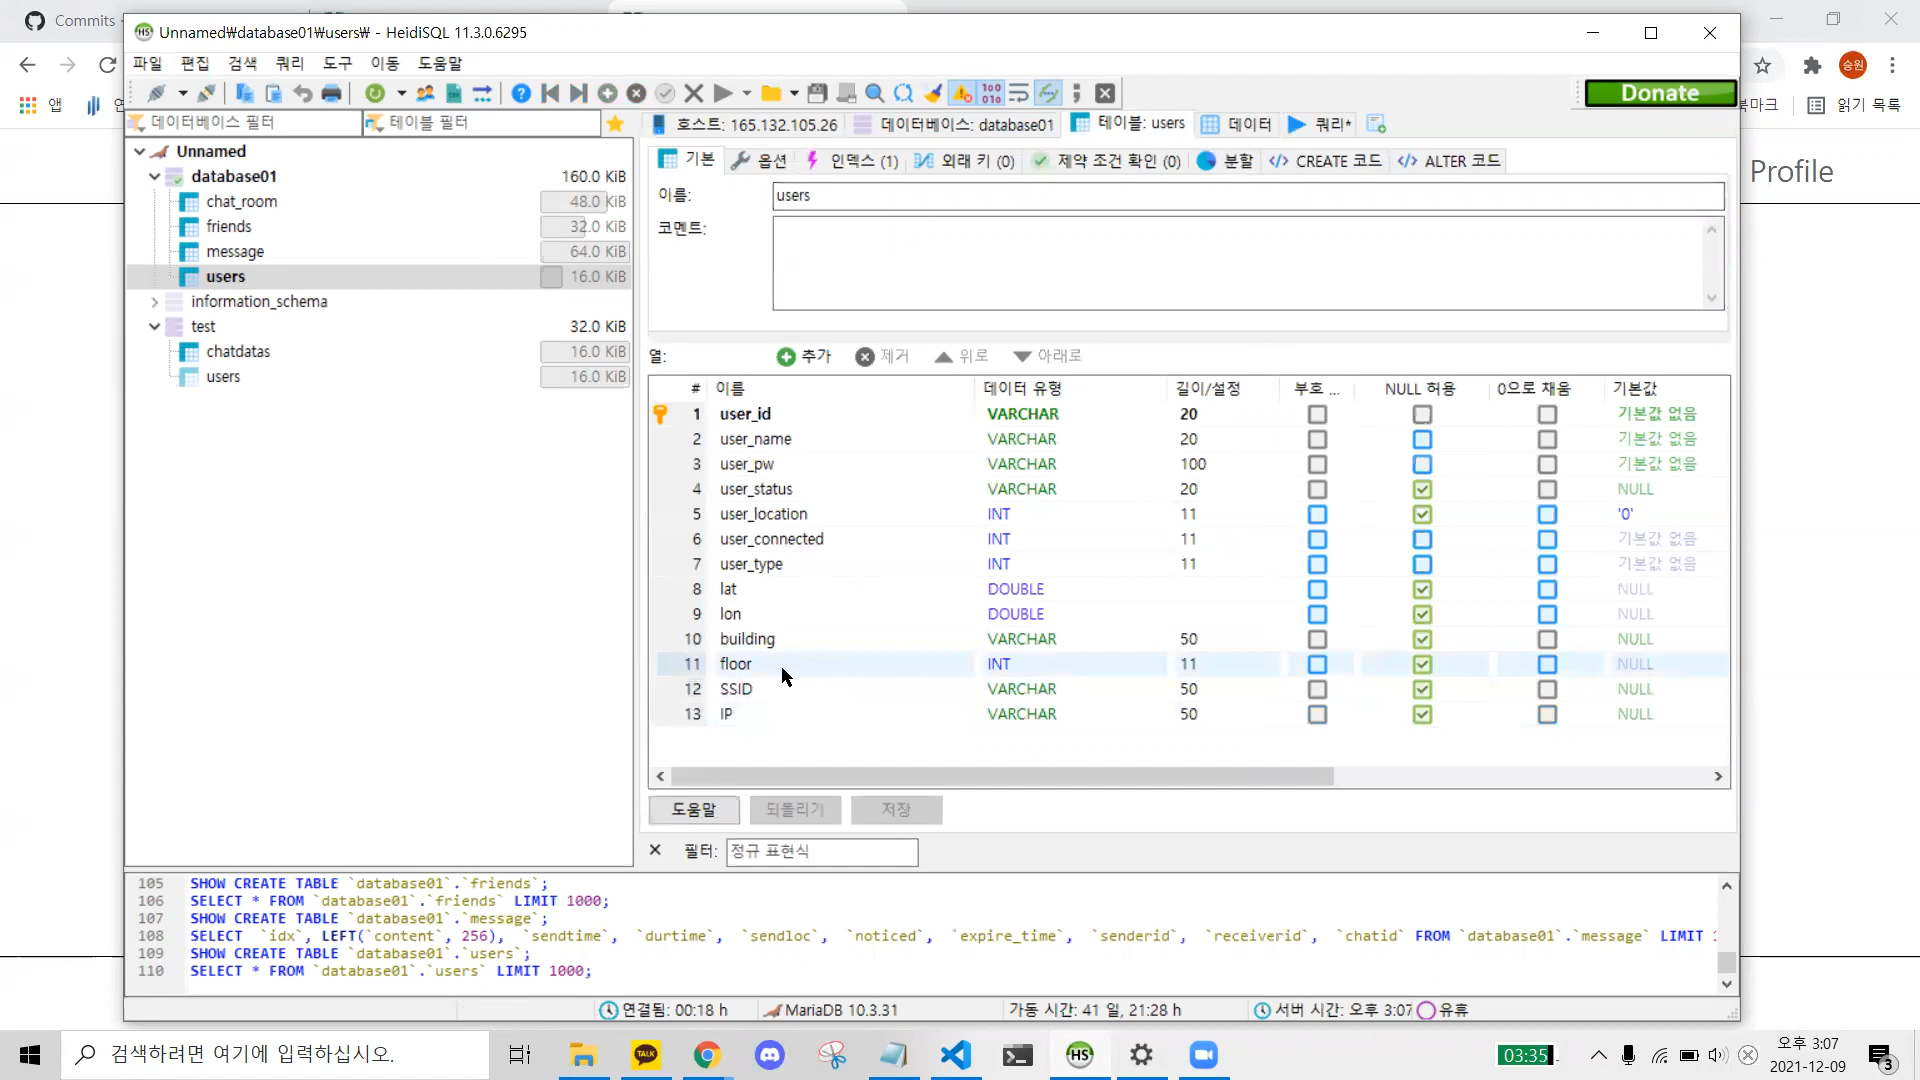 Commits
Unnamed₩database01₩users₩ - HeidiSQL 11.3.0.6295
파일 편집 검색 쿼리 도구 이동 도움말
Donate
승원
앱
북마크
읽기 목록
데이터베이스 필터
테이블 필터
호스트: 165.132.105.26
데이터베이스: database01
테이블: users
데이터
쿼리*
Unnamed
database01 160.0 KiB
chat_room 48.0 KiB
friends 32.0 KiB
message 64.0 KiB
users 16.0 KiB
information_schema
test 32.0 KiB
chatdatas 16.0 KiB
users 16.0 KiB
기본 옵션 인덱스 (1) 외래 키 (0) 제약 조건 확인 (0) 분할 CREATE 코드 ALTER 코드
Profile
이름: users
코멘트:
열: 추가 제거 위로 아래로
# 이름 데이터 유형 길이/설정 부호 ... NULL 허용 0으로 채움 기본값
1 user_id VARCHAR 20 기본값 없음
2 user_name VARCHAR 20 기본값 없음
3 user_pw VARCHAR 100 기본값 없음
4 user_status VARCHAR 20 NULL
5 user_location INT 11 '0'
6 user_connected INT 11 기본값 없음
7 user_type INT 11 기본값 없음
8 lat DOUBLE NULL
9 lon DOUBLE NULL
10 building VARCHAR 50 NULL
11 floor INT 11 NULL
12 SSID VARCHAR 50 NULL
13 IP VARCHAR 50 NULL
도움말 되돌리기 저장
필터: 정규 표현식
105 SHOW CREATE TABLE `database01`.`friends`;
106 SELECT * FROM `database01`.`friends` LIMIT 1000;
107 SHOW CREATE TABLE `database01`.`message`;
108 SELECT `idx`, LEFT(`content`, 256), `sendtime`, `durtime`, `sendloc`, `noticed`, `expire_time`, `senderid`, `receiverid`, `chatid` FROM `database01`.`message` LIMIT
109 SHOW CREATE TABLE `database01`.`users`;
110 SELECT * FROM `database01`.`users` LIMIT 1000;
연결됨: 00:18 h
MariaDB 10.3.31
가동 시간: 41 일, 21:28 h
서버 시간: 오후 3:07
유휴
검색하려면 여기에 입력하십시오.
TALK
HS
03:35
오후 3:07
2021-12-09
3